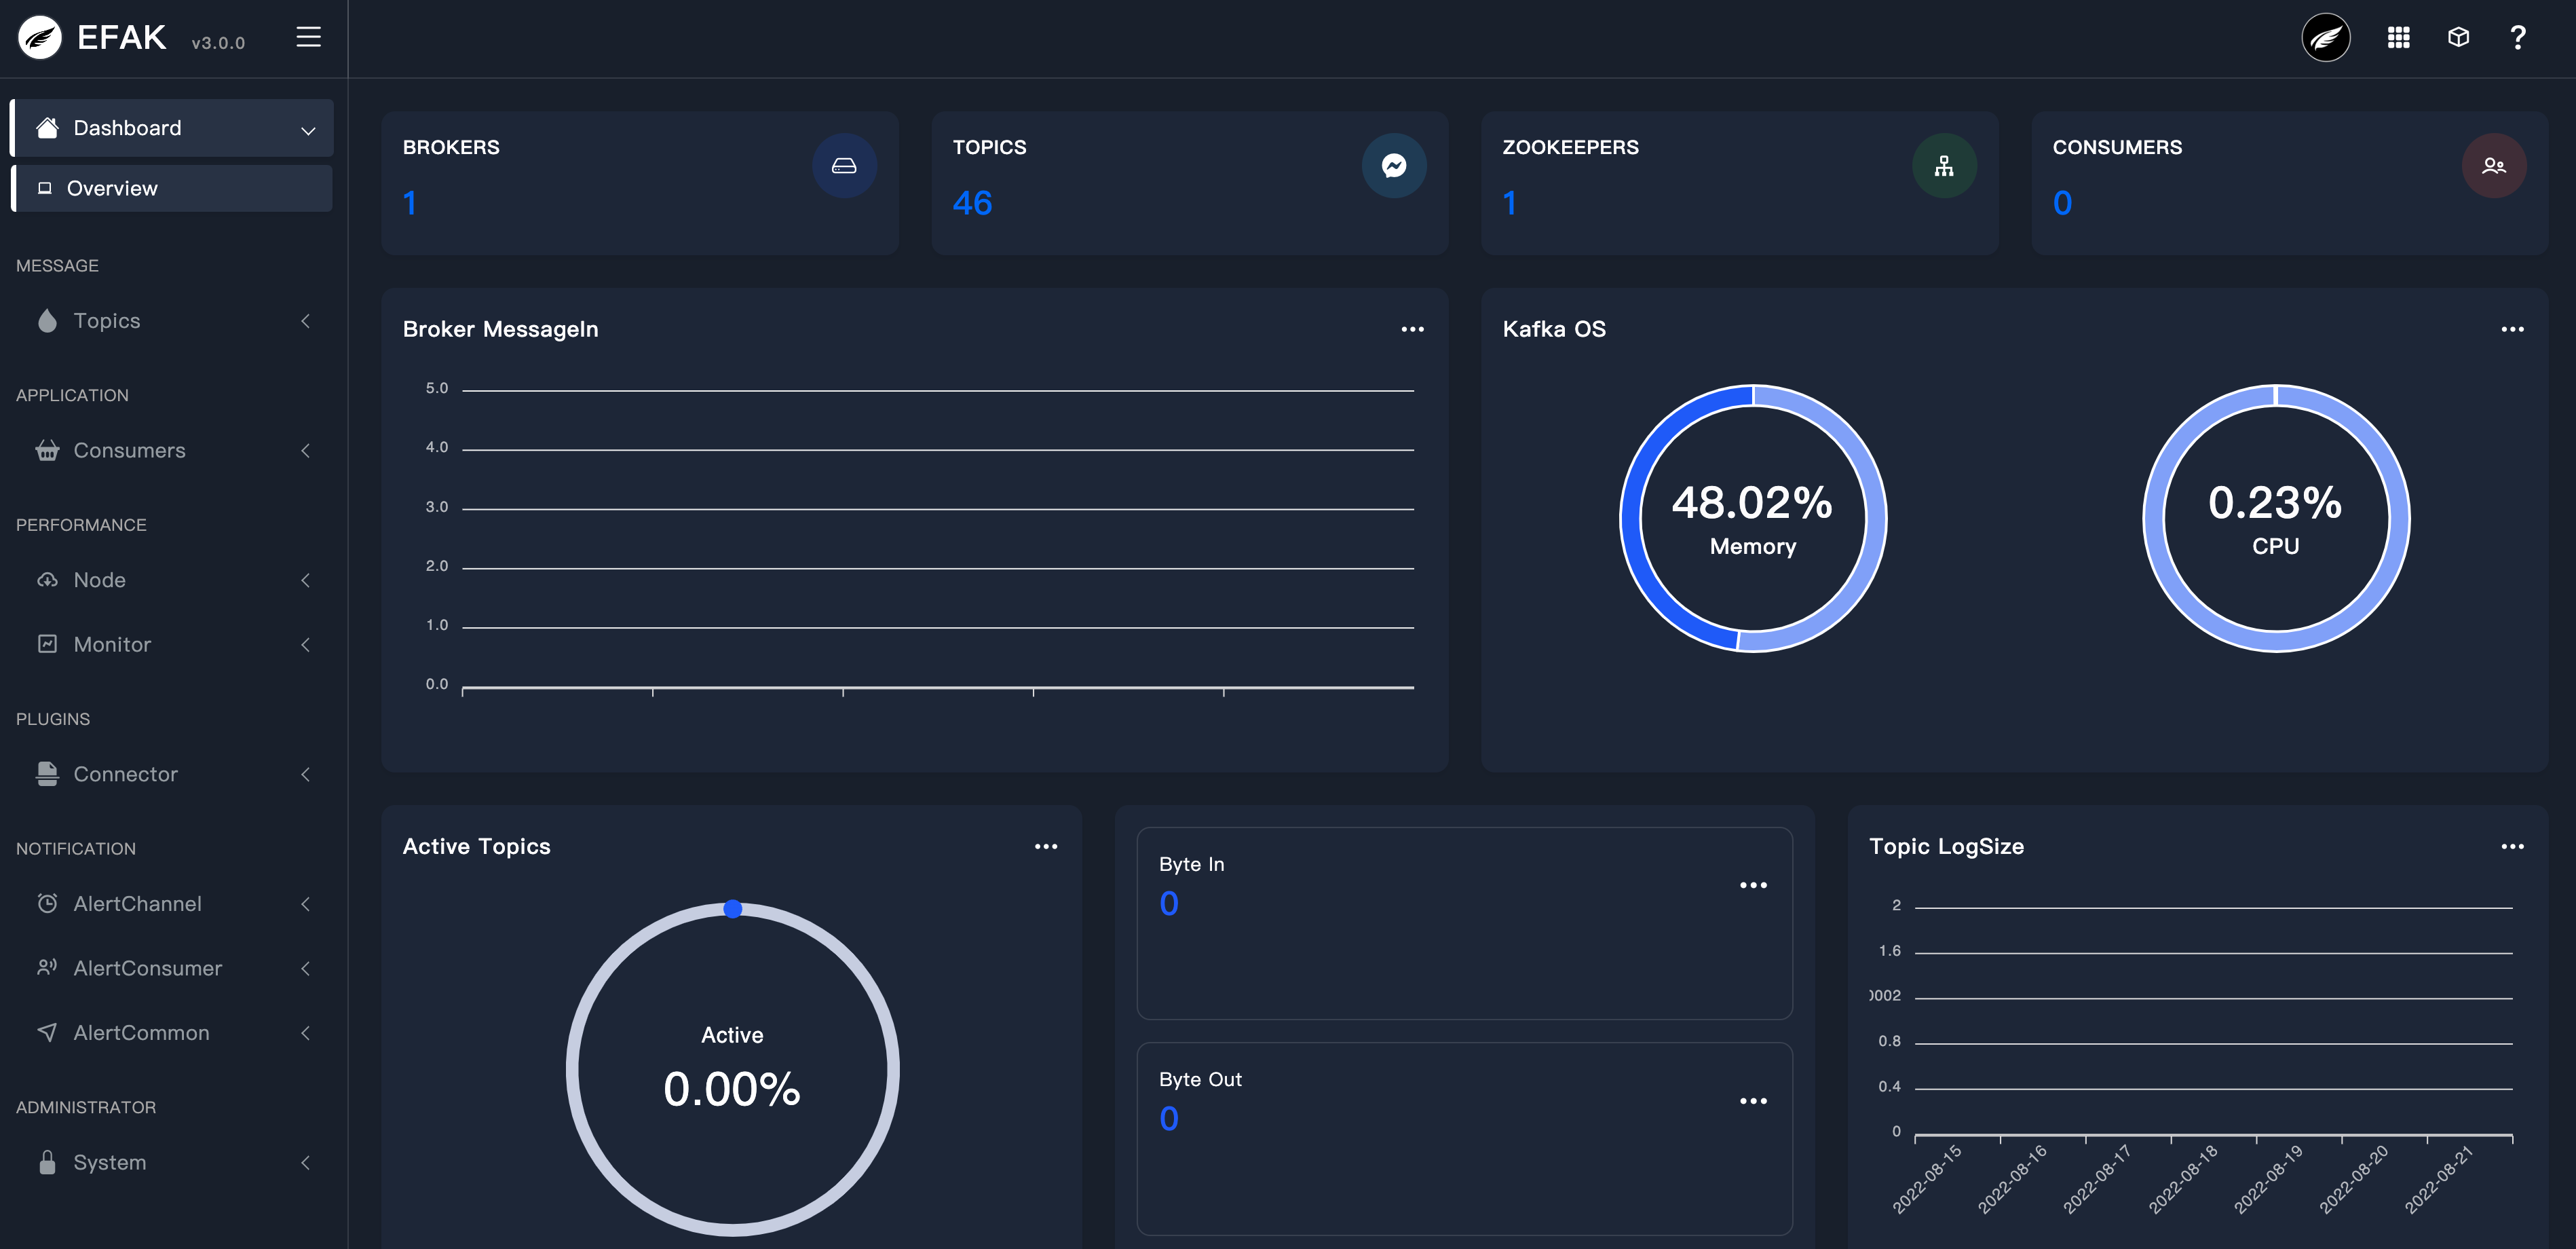 EFAK v3.0.0
Dashboard
Overview
MESSAGE
Topics
APPLICATION
Consumers
PERFORMANCE
Node
Monitor
PLUGINS
Connector
NOTIFICATION
AlertChannel
AlertConsumer
AlertCommon
ADMINISTRATOR
System
BROKERS
1
TOPICS
46
ZOOKEEPERS
1
CONSUMERS
0
Broker MessageIn
5.0
4.0
3.0
2.0
1.0
0.0
Kafka OS
48.02%
Memory
0.23%
CPU
Active Topics
Active
0.00%
Byte In
0
Byte Out
0
Topic LogSize
2
1.6
0002
0.8
0.4
0
2022-08-15
2022-08-16
2022-08-17
2022-08-18
2022-08-19
2022-08-20
2022-08-21